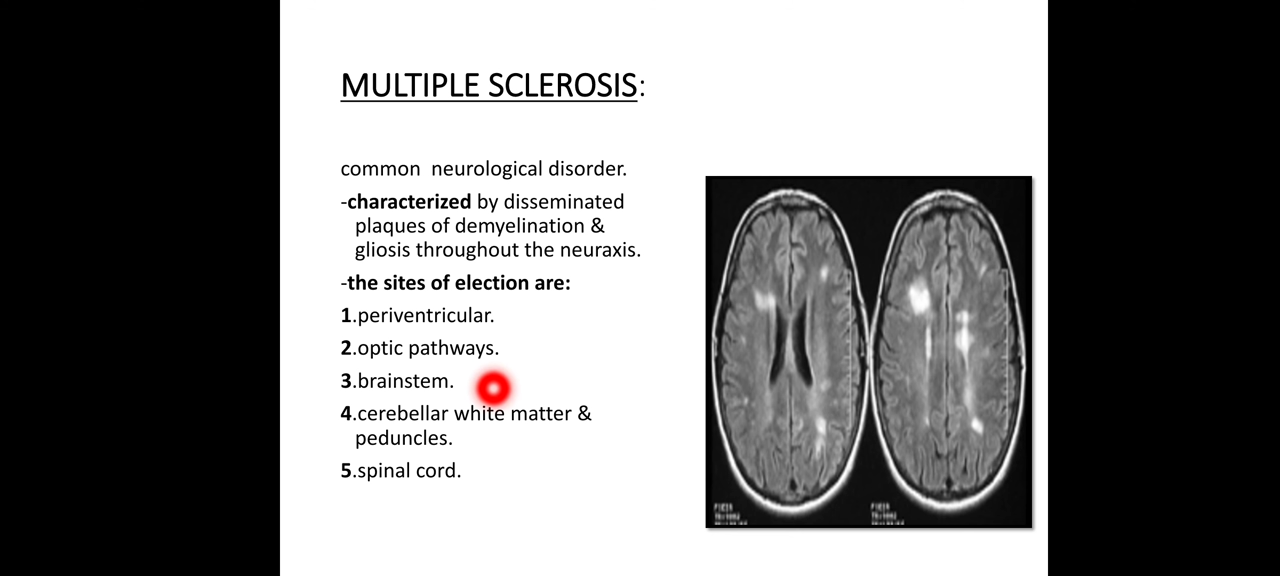 MULTIPLE SCLEROSIS:
common neurological disorder.
-characterized by disseminated
plaques of demyelination &
gliosis throughout the neuraxis.
-the sites of election are:
1.periventricular.
2.optic pathways.
3.brainstem.
4.cerebellar white matter &
peduncles.
5.spinal cord.